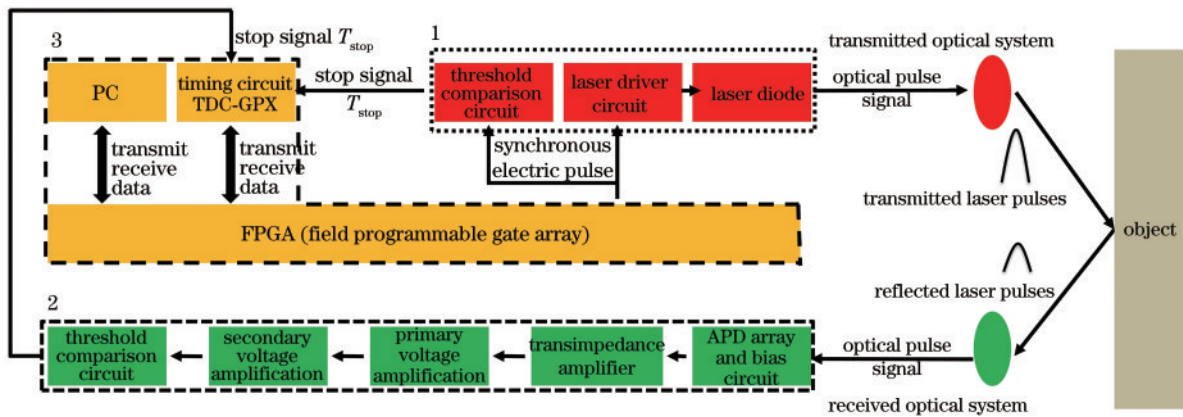 stop signal Tstop
3
1
transmitted optical system
PC
timing circuit
TDC-GPX
stop signal
Tstop
threshold
comparison
circuit
laser driver
circuit
laser diode
optical pulse
signal
transmit
receive
data
transmit
receive
data
synchronous
electric pulse
transmitted laser pulses
FPGA (field programmable gate array)
object
reflected laser pulses
2
threshold
comparison
circuit
secondary
voltage
amplification
primary
voltage
amplification
transimpedance
amplifier
APD array
and bias
circuit
optical pulse
signal
received optical system